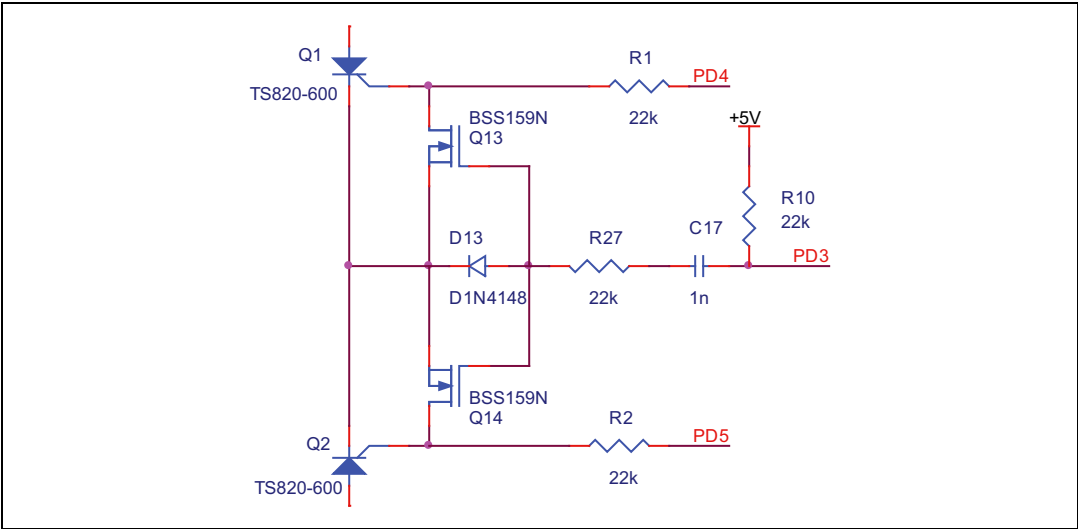 Q1
TS820-600
R1
PD4
22k
BSS159N
Q13
+5V
R10
22k
C17
D13
R27
PD3
D1N4148
22k
1n
BSS159N
Q14
R2
PD5
Q2
TS820-600
22k